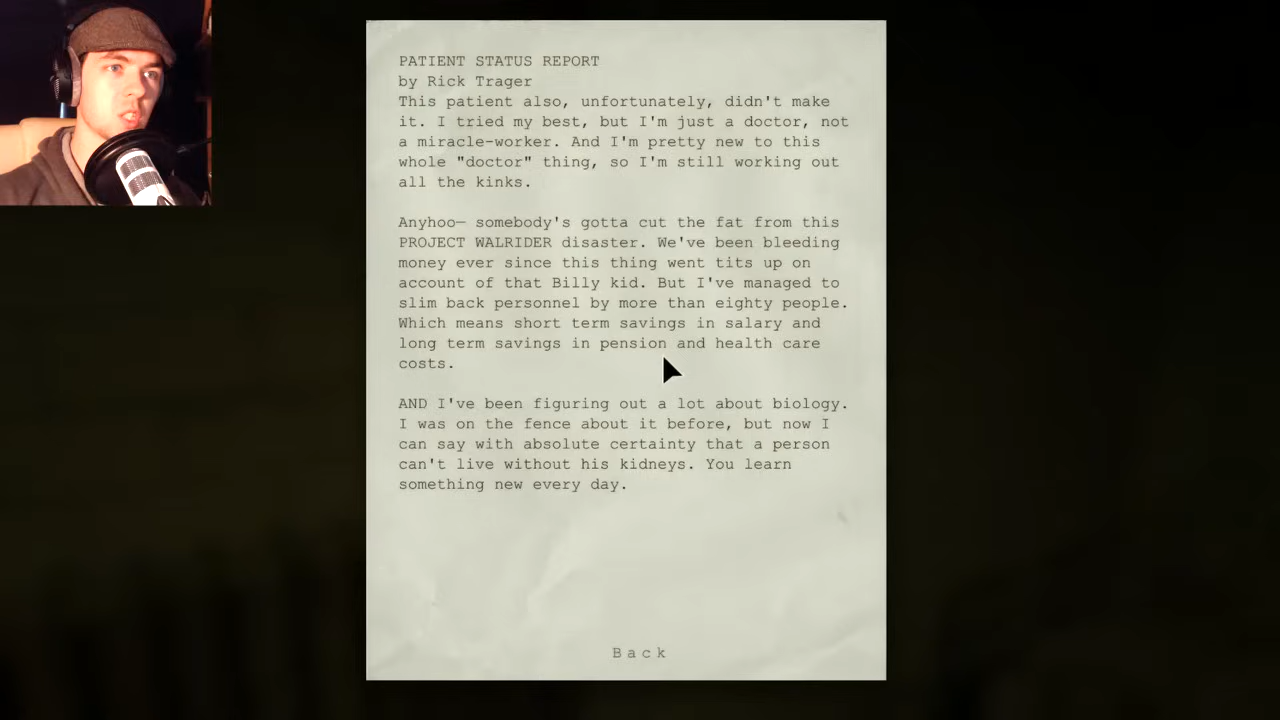 PATIENT STATUS REPORT
by Rick Trager
This patient also, unfortunately, didn't make
it. I tried my best, but I'm just a doctor, not
a miracle-worker. And I'm pretty new to this
whole "doctor" thing, so I'm still working out
all the kinks.
Anyhoo— somebody's gotta cut the fat from this
PROJECT WALRIDER disaster. We've been bleeding
money ever since this thing went tits up on
account of that Billy kid. But I've managed to
slim back personnel by more than eighty people.
Which means short term savings in salary and
long term savings in pension and health care
costs.
AND I've been figuring out a lot about biology.
I was on the fence about it before, but now I
can say with absolute certainty that a person
can't live without his kidneys. You learn
something new every day.
Back